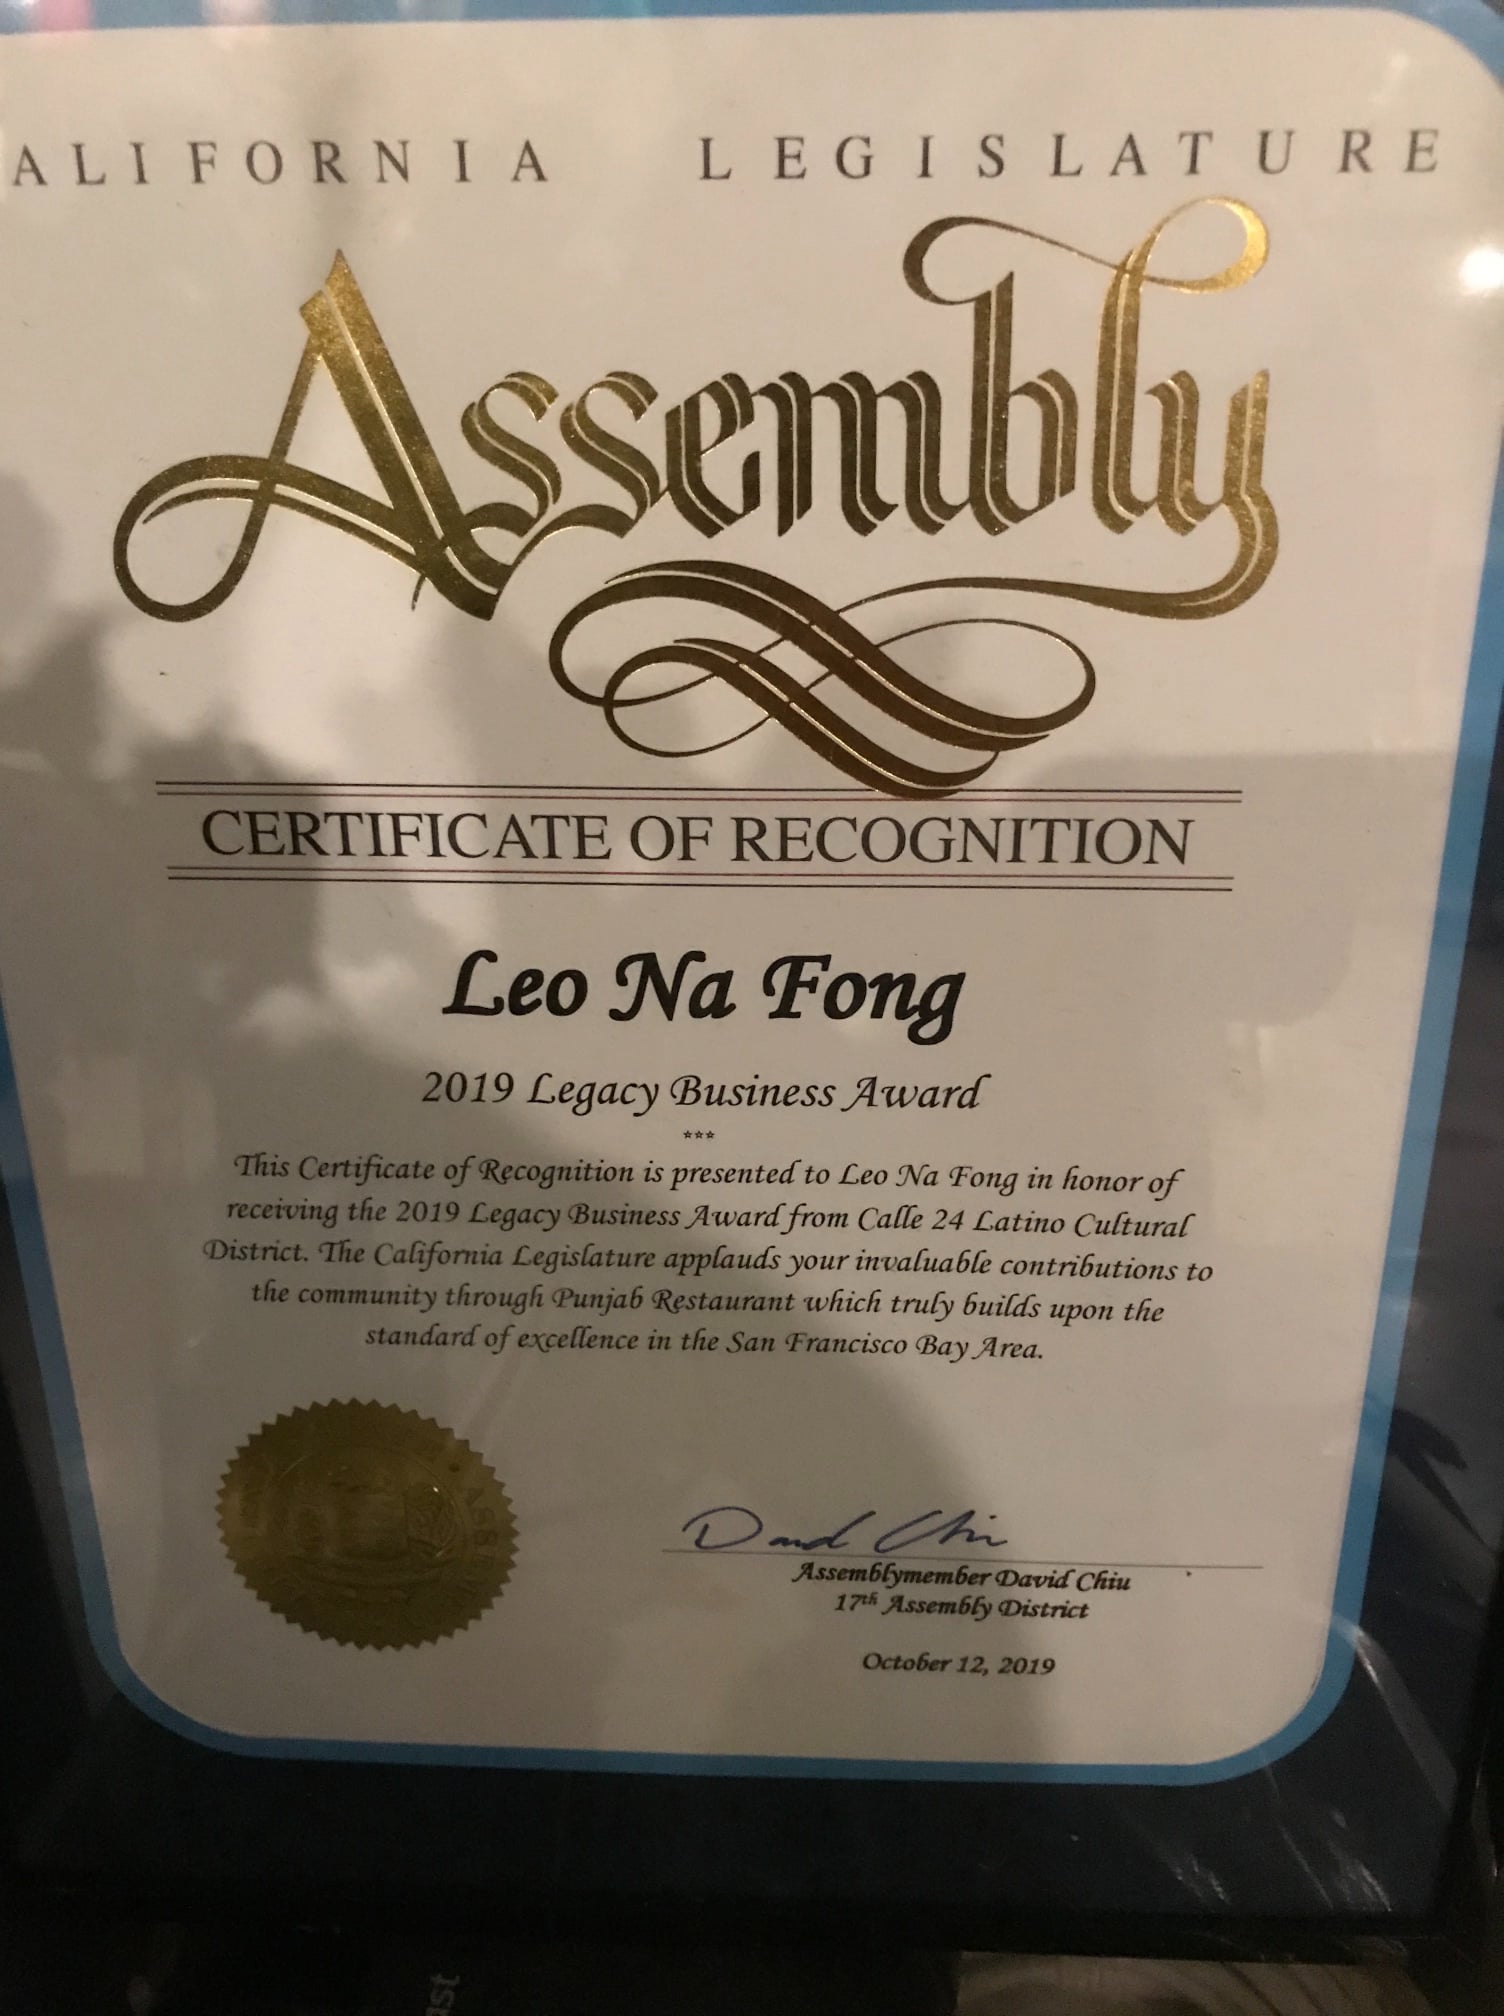 ALIFORNIA LEGISLATURE
Assembly
CERTIFICATE OF RECOGNITION
Leo Na Fong
2019 Legacy Business Award
***
This Certificate of Recognition is presented to Leo Na Fong in honor of
receiving the 2019 Legacy Business Award from Calle 24 Latino Cultural
District. The California Legislature applauds your invaluable contributions to
the community through Punjab Restaurant which truly builds upon the
standard of excellence in the San Francisco Bay Area.
David Chiu
Assemblymember David Chiu
17th Assembly District
October 12, 2019
ast